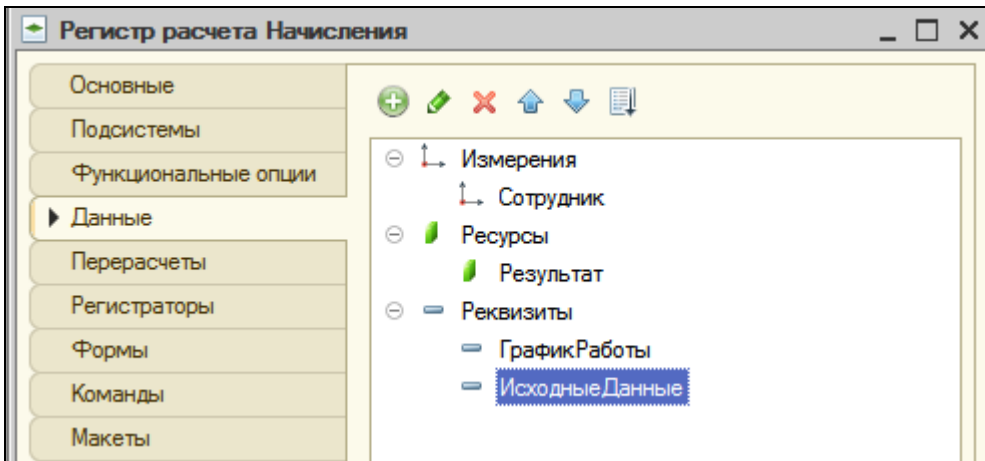 Регистр расчета Начисления
Основные
Подсистемы
Функциональные опции
Данные
Перерасчеты
Регистраторы
Формы
Команды
Макеты
Измерения
Сотрудник
Ресурсы
Результат
Реквизиты
ГрафикРаботы
ИсходныеДанные